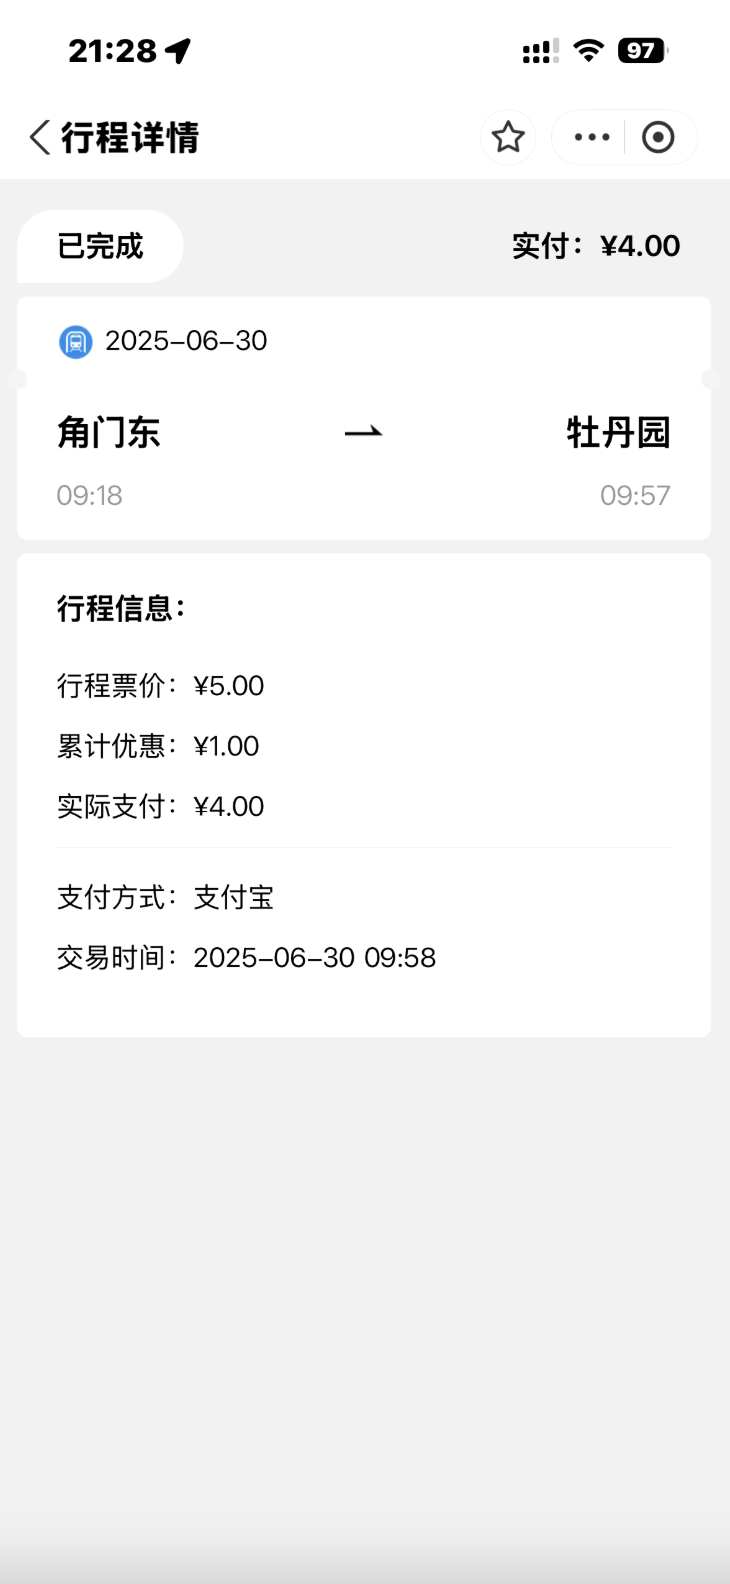 21:28
97
行程详情
已完成
实付：¥4.00
2025-06-30
角门东
牡丹园
09:18
09:57
行程信息：
行程票价：¥5.00
累计优惠：¥1.00
实际支付：¥4.00
支付方式：支付宝
交易时间：2025-06-30 09:58